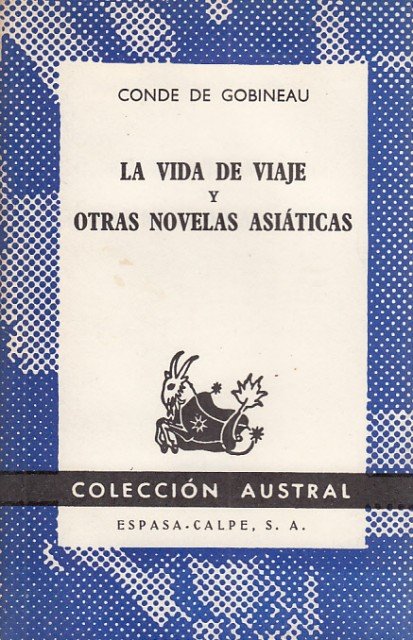 CONDE DE GOBINEAU
LA VIDA DE VIAJE
Y
OTRAS NOVELAS ASIÁTICAS
COLECCIÓN AUSTRAL
ESPASA-CALPE, S. A.